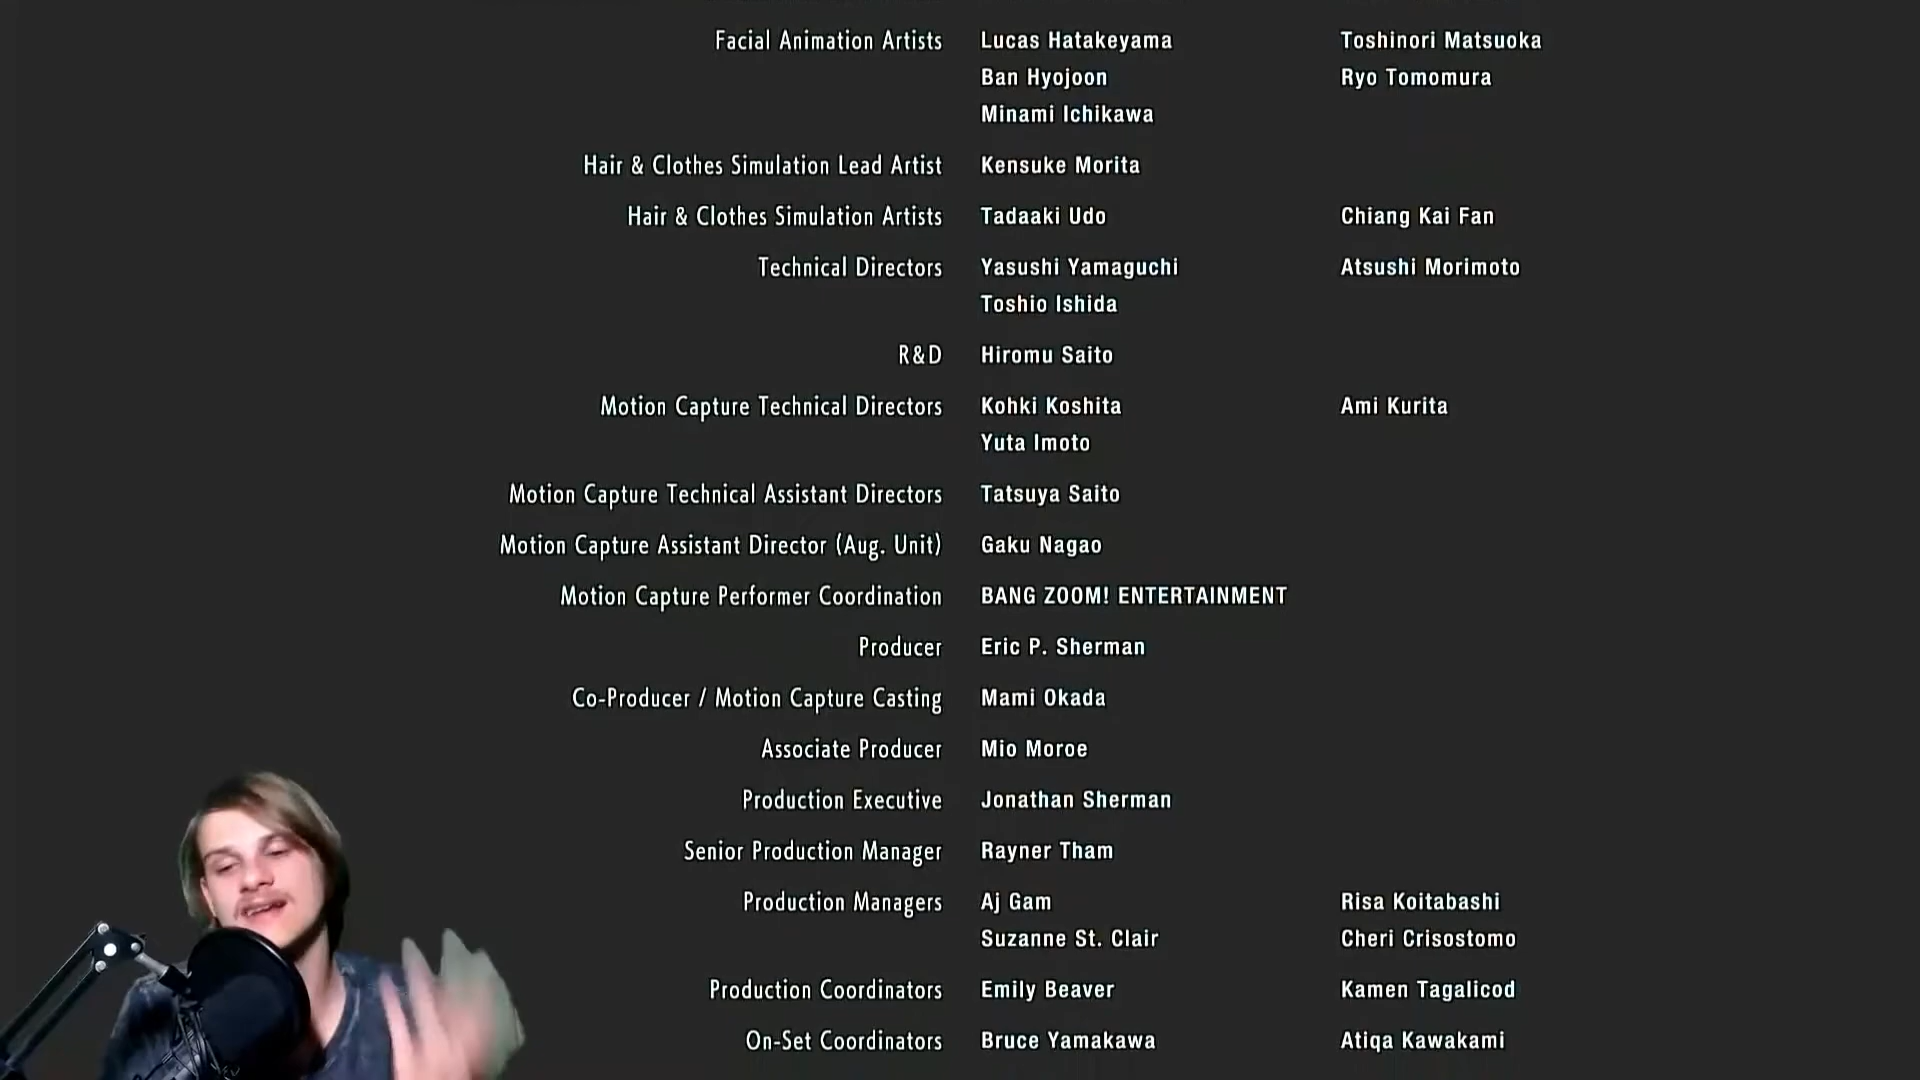 Facial Animation Artists Lucas Hatakeyama Toshinori Matsuoka
Ban Hyojoon Ryo Tomomura
Minami Ichikawa
Hair & Clothes Simulation Lead Artist Kensuke Morita
Hair & Clothes Simulation Artists Tadaaki Udo Chiang Kai Fan
Technical Directors Yasushi Yamaguchi Atsushi Morimoto
Toshio Ishida
R&D Hiromu Saito
Motion Capture Technical Directors Kohki Koshita Ami Kurita
Yuta Imoto
Motion Capture Technical Assistant Directors Tatsuya Saito
Motion Capture Assistant Director (Aug. Unit) Gaku Nagao
Motion Capture Performer Coordination BANG ZOOM! ENTERTAINMENT
Producer Eric P. Sherman
Co-Producer / Motion Capture Casting Mami Okada
Associate Producer Mio Moroe
Production Executive Jonathan Sherman
Senior Production Manager Rayner Tham
Production Managers Aj Gam Risa Koitabashi
Suzanne St. Clair Cheri Crisostomo
Production Coordinators Emily Beaver Kamen Tagalicod
On-Set Coordinators Bruce Yamakawa Atiqa Kawakami